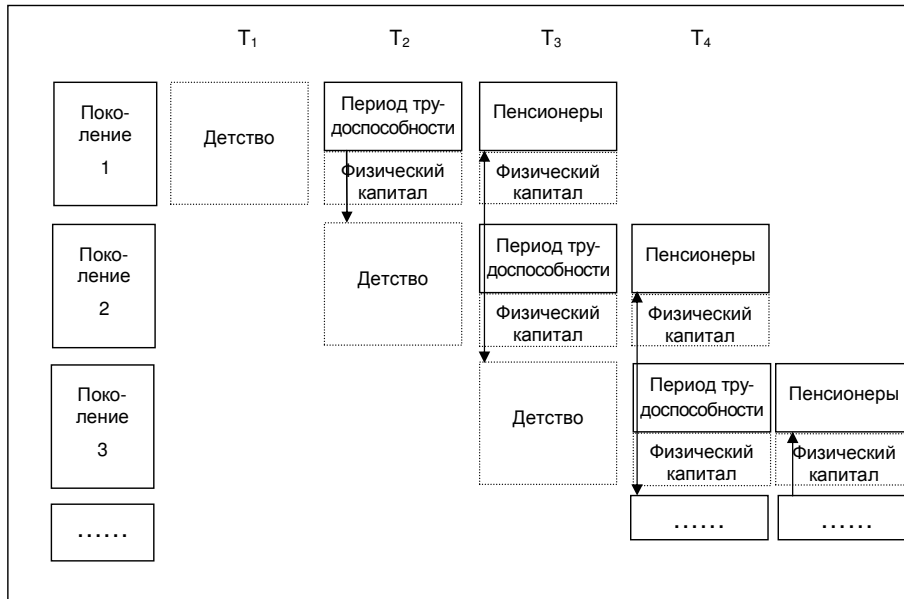 T₁ T₂ T₃ T₄
Поко-
ление
1
Детство
Период тру-
доспособности
Физический
капитал
Пенсионеры
Физический
капитал
Поко-
ление
2
Детство
Период тру-
доспособности
Физический
капитал
Пенсионеры
Физический
капитал
Поко-
ление
3
Детство
Период тру-
доспособности
Физический
капитал
Пенсионеры
Физический
капитал
......
......
......